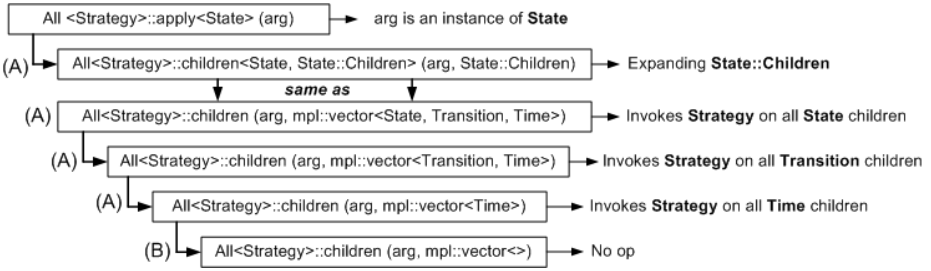 All <Strategy>::apply<State> (arg) arg is an instance of State
(A) All<Strategy>::children<State, State::Children> (arg, State::Children) Expanding State::Children
same as
(A) All<Strategy>::children (arg, mpl::vector<State, Transition, Time>) Invokes Strategy on all State children
(A) All<Strategy>::children (arg, mpl::vector<Transition, Time>) Invokes Strategy on all Transition children
(A) All<Strategy>::children (arg, mpl::vector<Time>) Invokes Strategy on all Time children
(B) All<Strategy>::children (arg, mpl::vector<>) No op